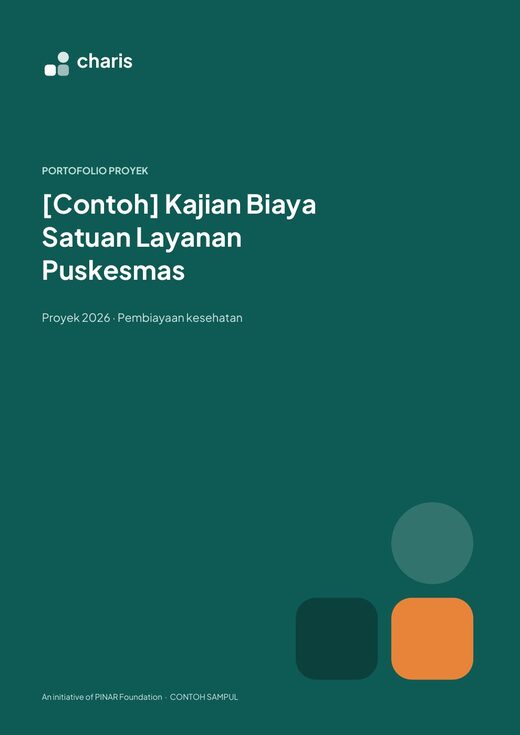 charis
PORTOFOLIO PROYEK
[Contoh] Kajian Biaya
Satuan Layanan
Puskesmas
Proyek 2026 · Pembiayaan kesehatan
An initiative of PINAR Foundation · CONTOH SAMPUL